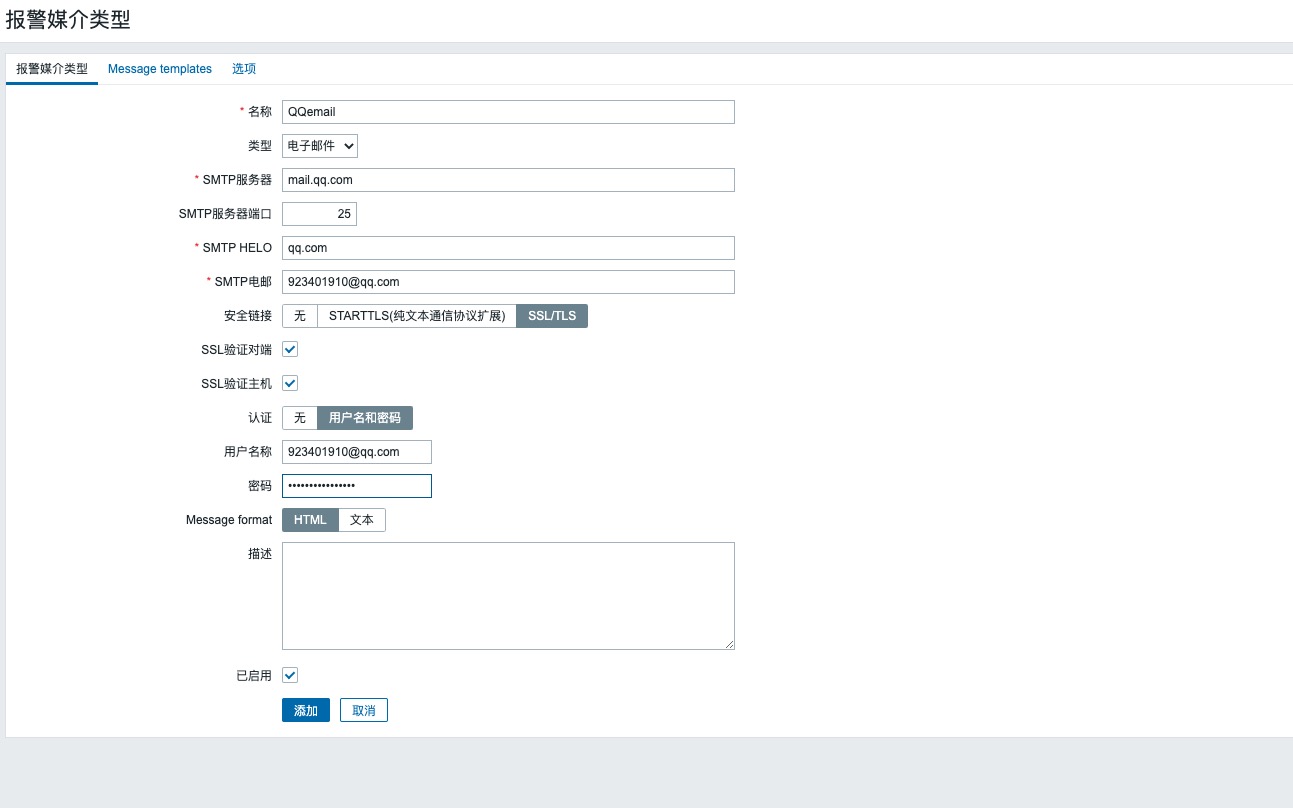 报警媒介类型
报警媒介类型 Message templates 选项
* 名称 QQemail
类型 电子邮件
* SMTP服务器 mail.qq.com
SMTP服务器端口 25
* SMTP HELO qq.com
* SMTP电邮 923401910@qq.com
安全链接 无 STARTTLS(纯文本通信协议扩展) SSL/TLS
SSL验证对端
SSL验证主机
认证 无 用户名和密码
用户名称 923401910@qq.com
密码 ••••••••••••••••
Message format HTML 文本
描述
已启用
添加 取消